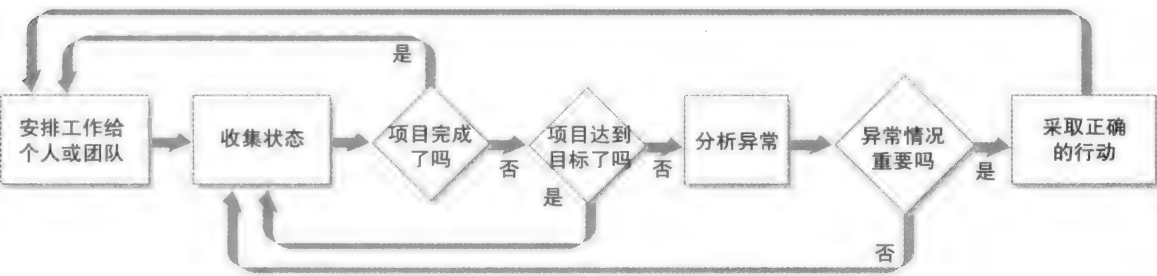 是
安排工作给
个人或团队
收集状态
项目完成
了吗
否
项目达到
目标了吗
是
否
分析异常
异常情况
重要吗
是
否
采取正确
的行动